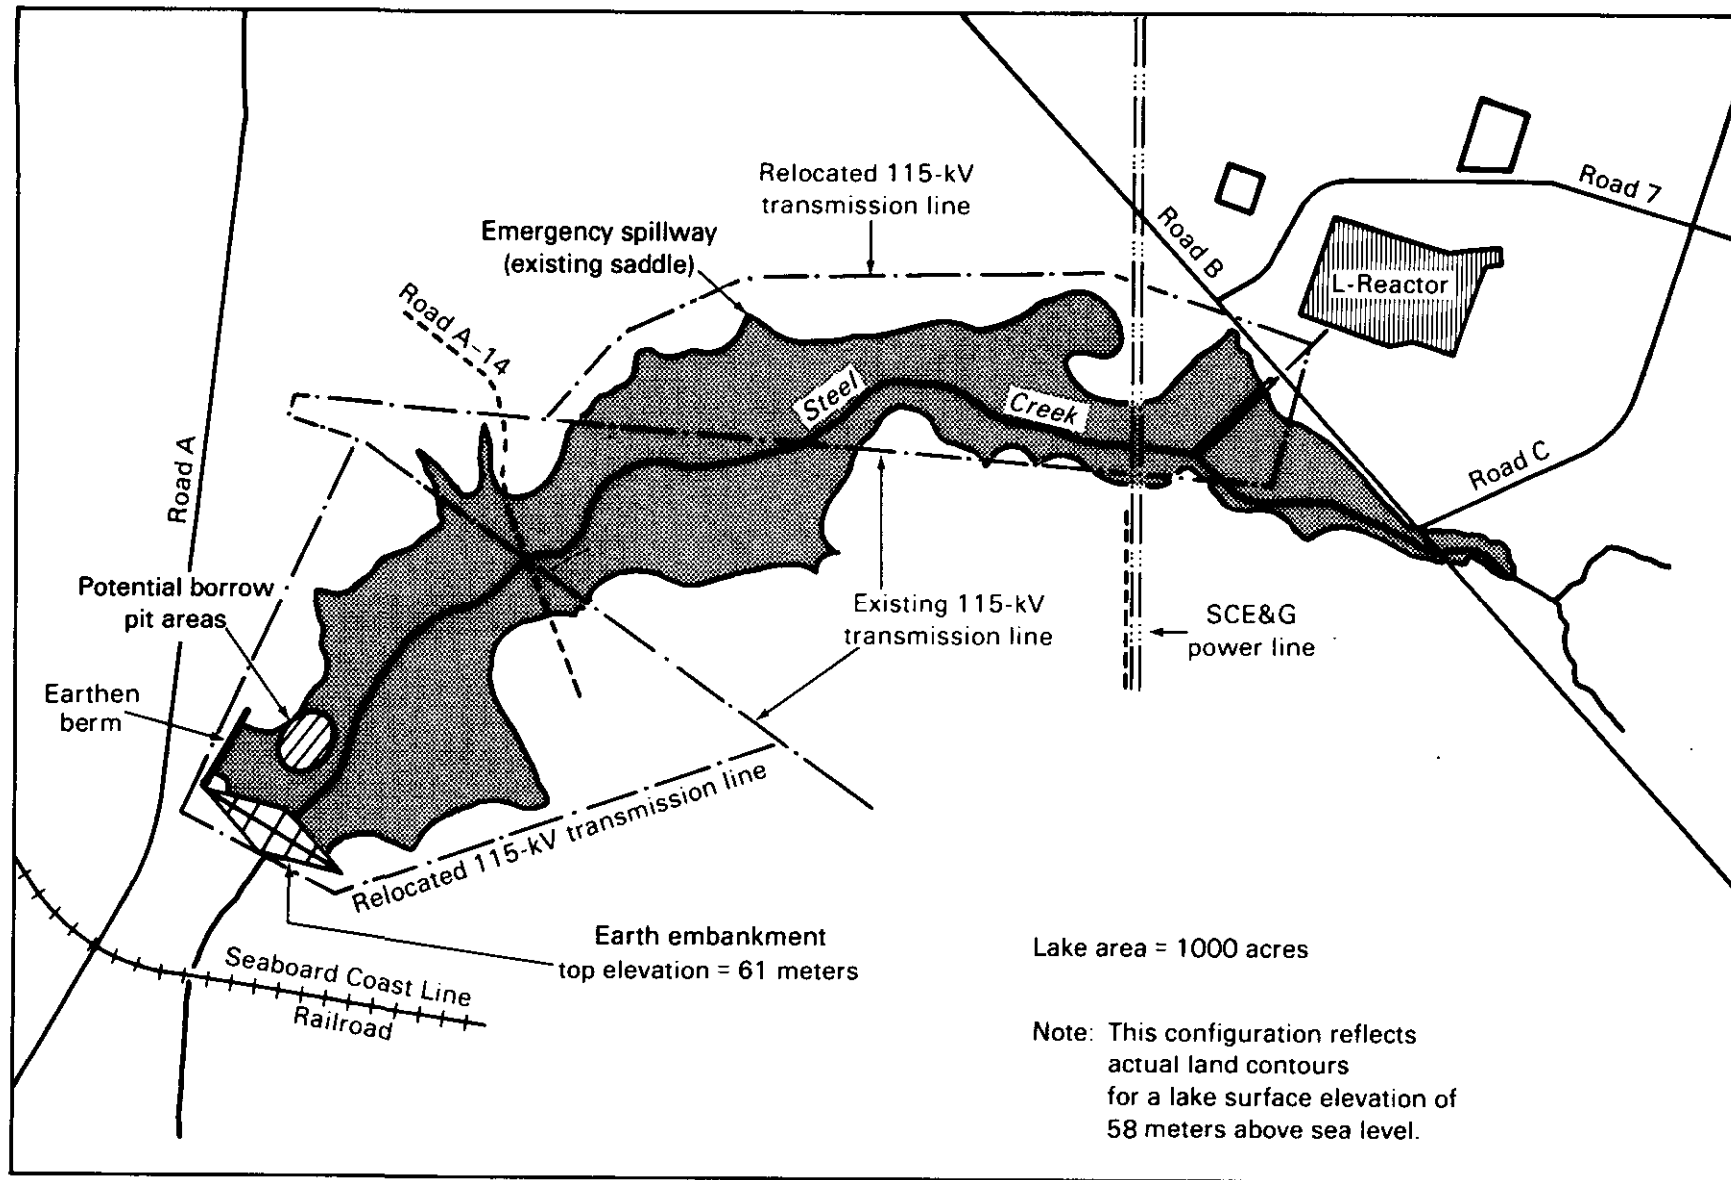 Relocated 115-kV
transmission line
Emergency spillway
(existing saddle)
Road A-14
Road B
Road 7
L-Reactor
Steel
Creek
Road A
Road C
Potential borrow
pit areas
Existing 115-kV
transmission line
SCE&G
power line
Earthen
berm
Relocated 115-kV transmission line
Earth embankment
top elevation = 61 meters
Seaboard Coast Line
Railroad
Lake area = 1000 acres
Note: This configuration reflects
actual land contours
for a lake surface elevation of
58 meters above sea level.